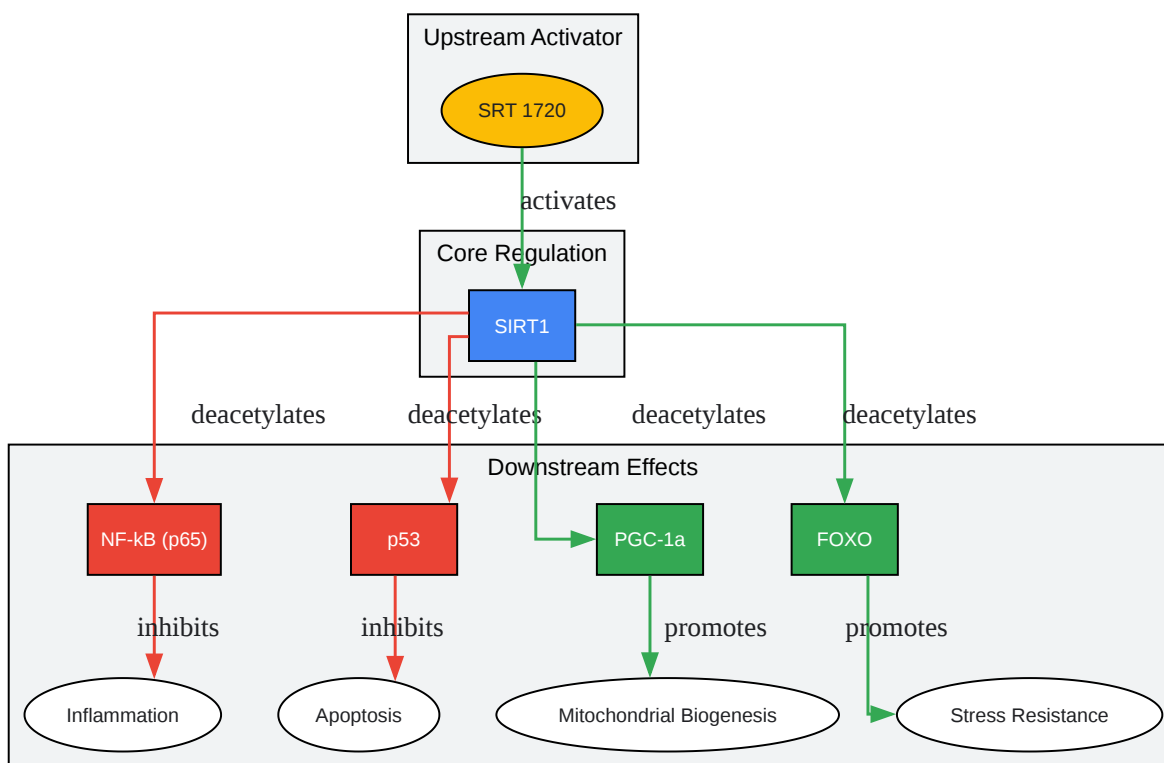 Upstream Activator
SRT 1720
activates
Core Regulation
SIRT1
deacetylates
deacetylates
deacetylates
deacetylates
Downstream Effects
NF-kB (p65)
p53
PGC-1a
FOXO
inhibits
inhibits
promotes
promotes
Inflammation
Apoptosis
Mitochondrial Biogenesis
Stress Resistance